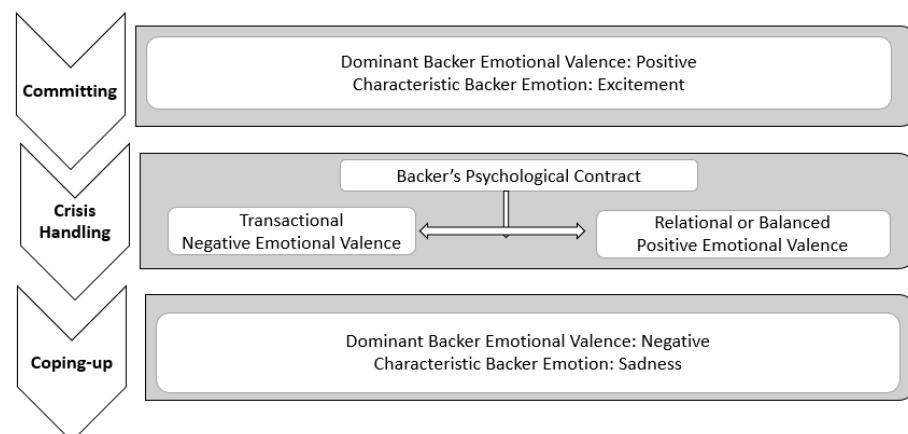 Committing
Dominant Backer Emotional Valence: Positive
Characteristic Backer Emotion: Excitement
Crisis
Handling
Backer’s Psychological Contract
Transactional
Negative Emotional Valence
Relational or Balanced
Positive Emotional Valence
Coping-up
Dominant Backer Emotional Valence: Negative
Characteristic Backer Emotion: Sadness